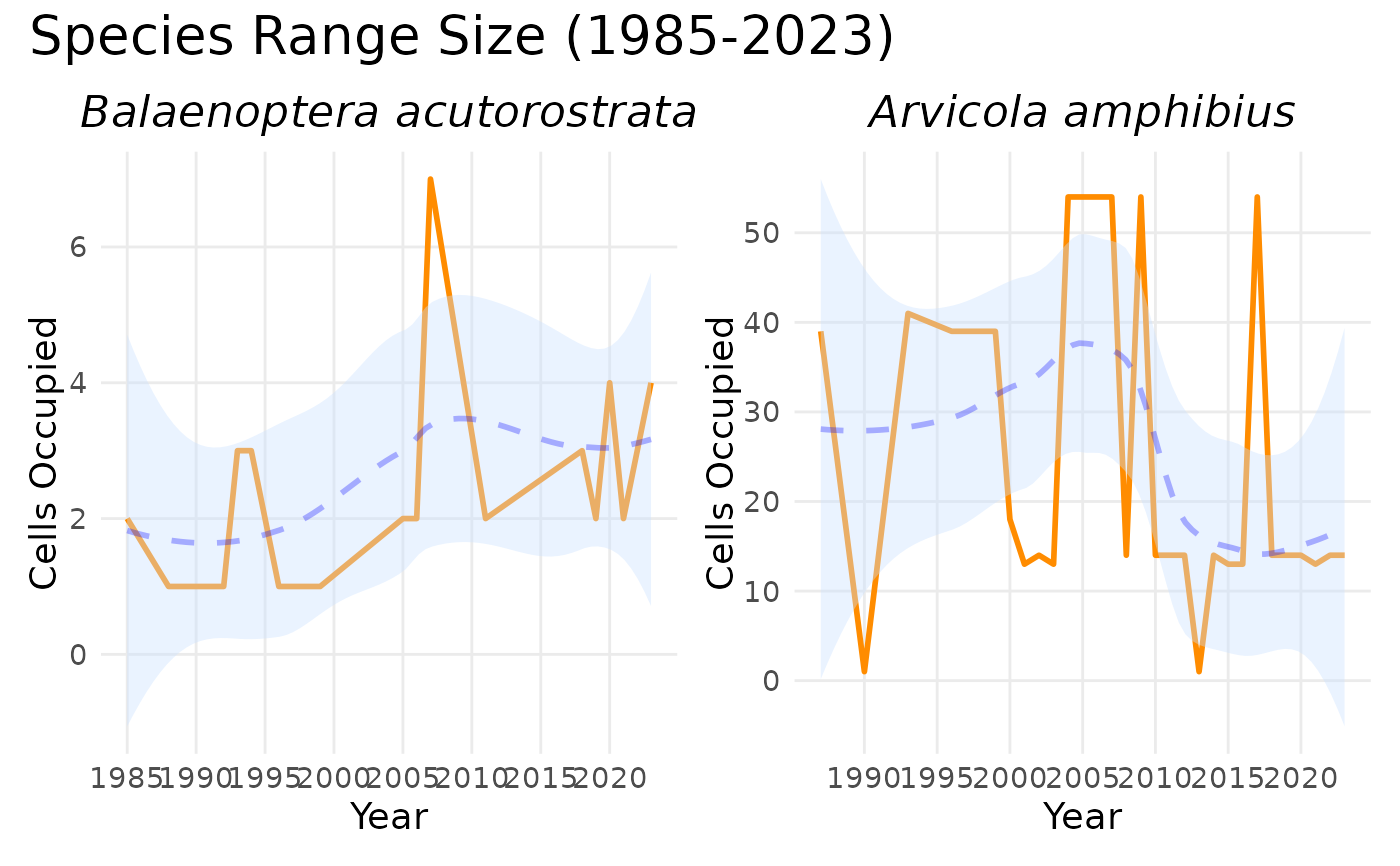 Species Range Size (1985-2023)
Balaenoptera acutorostrata
Cells Occupied
6
4
2
0
1985 1990 1995 2000 2005 2010 2015 2020
Year
Arvicola amphibius
Cells Occupied
50
40
30
20
10
0
1990 1995 2000 2005 2010 2015 2020
Year